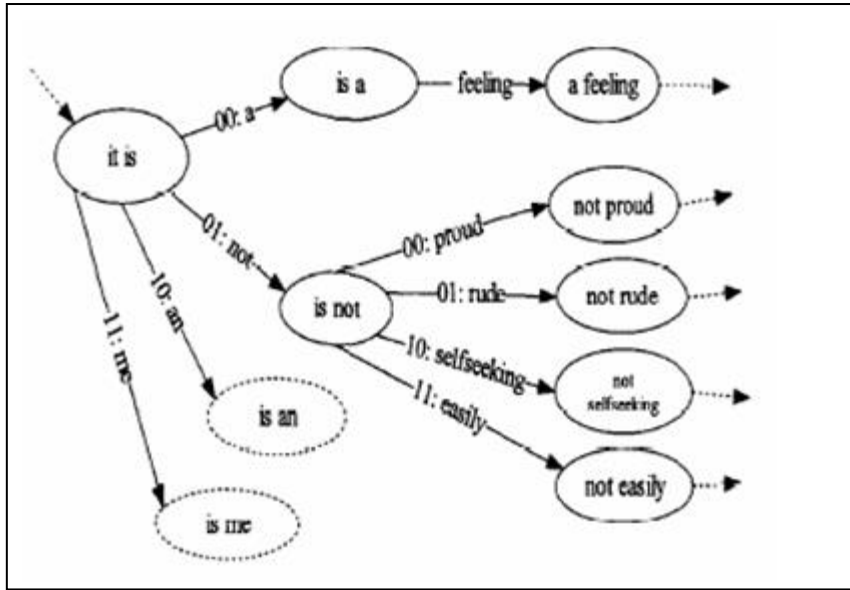 it is
00: a
is a
feeling
a feeling
01: not
is not
00: proud
not proud
01: rude
not rude
10: selfseeking
not
selfseeking
11: easily
not easily
10: an
is an
11: me
is me